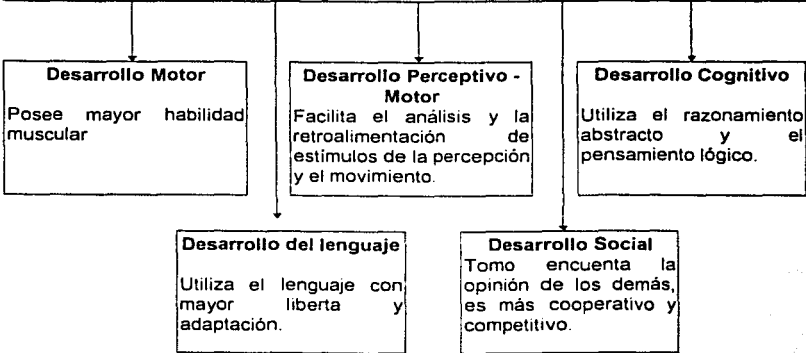 Desarrollo Motor
Posee mayor habilidad
muscular
Desarrollo Perceptivo -
Motor
Facilita el análisis y la
retroalimentación de
estímulos de la percepción
y el movimiento.
Desarrollo Cognitivo
Utiliza el razonamiento
abstracto y el
pensamiento lógico.
Desarrollo del lenguaje
Utiliza el lenguaje con
mayor liberta y
adaptación.
Desarrollo Social
Tomo encuenta la
opinión de los demás,
es más cooperativo y
competitivo.